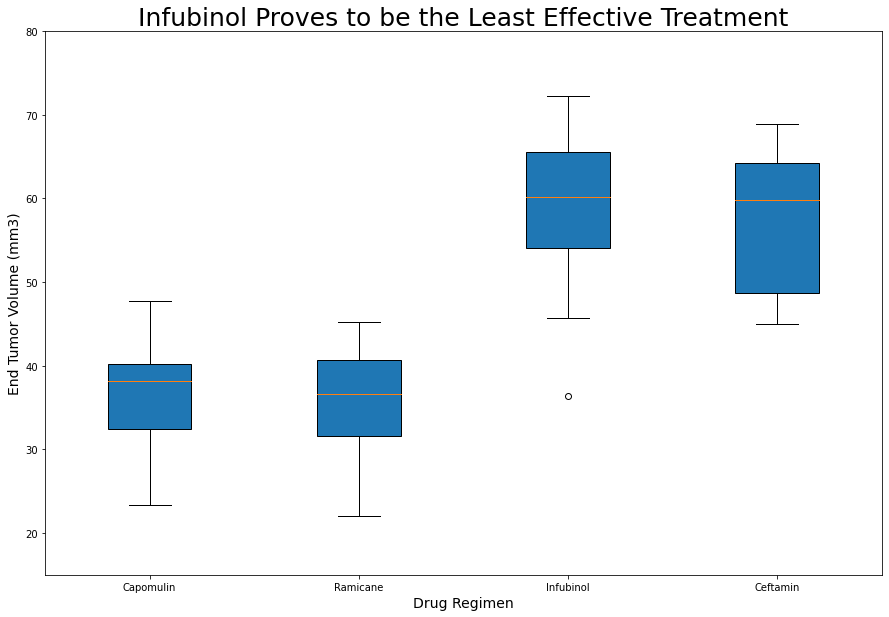 Infubinol Proves to be the Least Effective Treatment
80
70
60
50
40
30
20
End Tumor Volume (mm3)
Capomulin Ramicane Infubinol Ceftamin
Drug Regimen